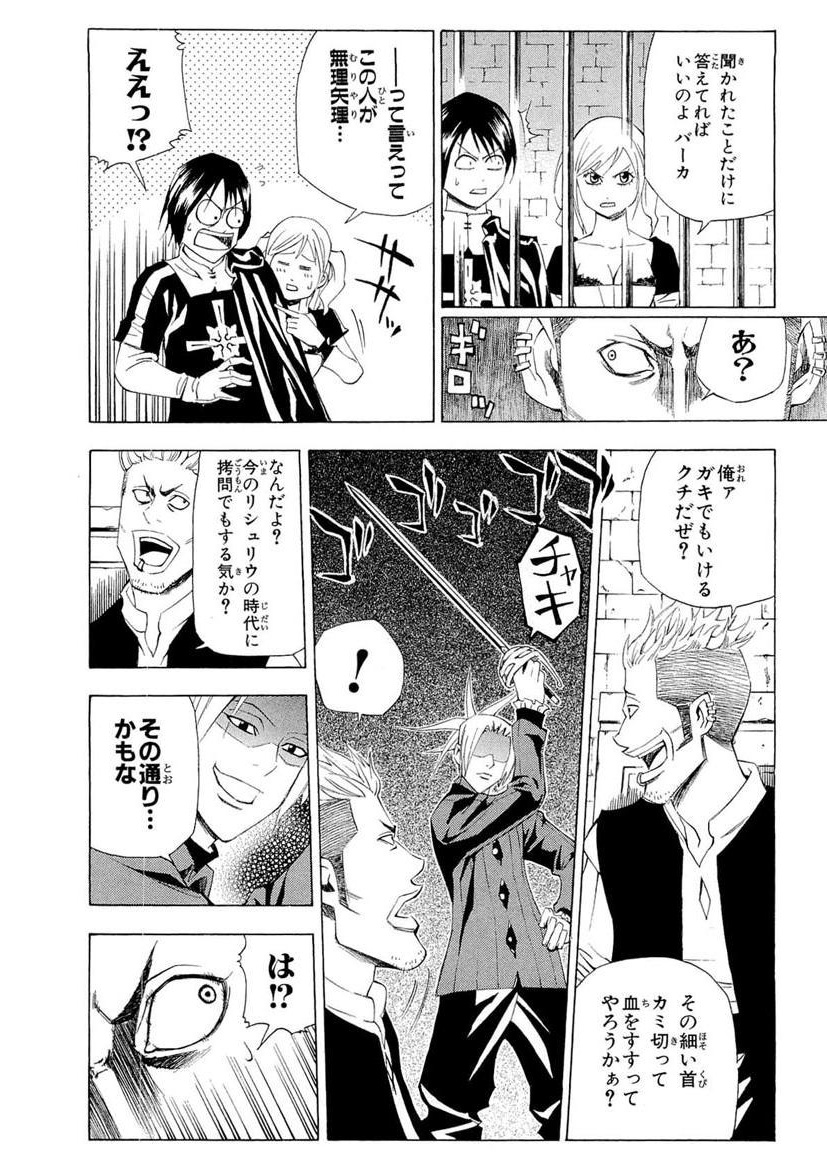 聞かれたことだけに
答えてれば
いいのよ バーカ
あ？
ギロッ
――って言えって
この人が
無理矢理…
ええっ!?
俺ァ
ガキでもいける
クチだぜ？
その細い首
カミ切って
血をすすって
やろうかぁ？
チャキ
ゴゴゴゴ
！
なんだよ？
今のリシュリウの時代に
拷問でもする気か？
その通り…
かもな
は!?